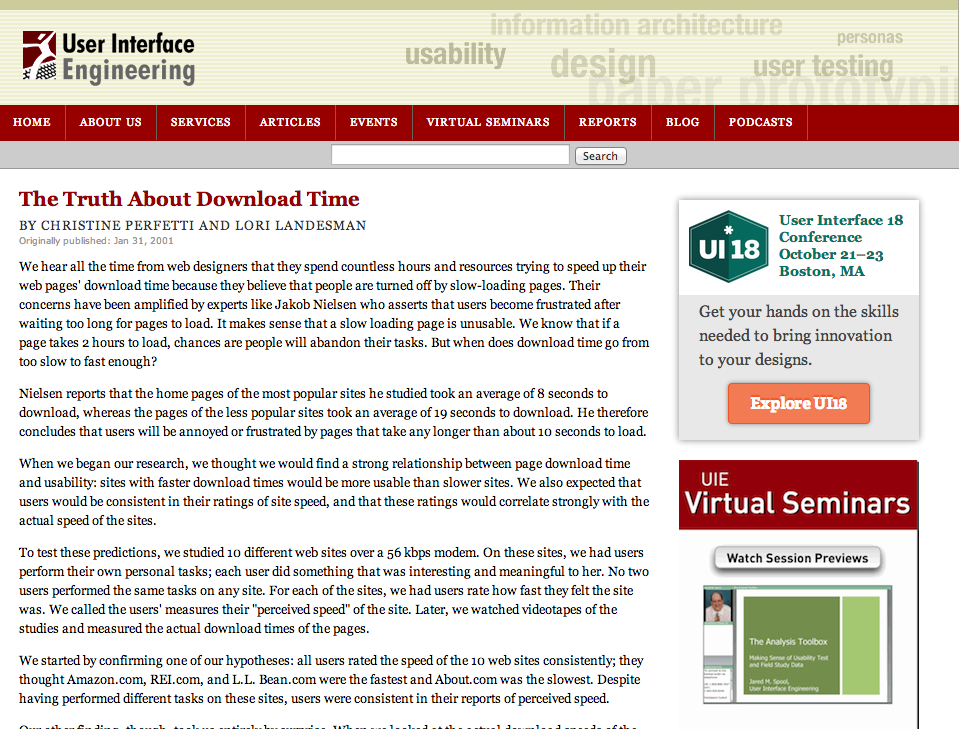 information architecture
usability
personas
design
user testing
paper prototypi
User Interface
Engineering
HOME
ABOUT US
SERVICES
ARTICLES
EVENTS
VIRTUAL SEMINARS
REPORTS
BLOG
PODCASTS
Search
The Truth About Download Time
BY CHRISTINE PERFETTI AND LORI LANDESMAN
Originally published: Jan 31, 2001
We hear all the time from web designers that they spend countless hours and resources trying to speed up their
web pages' download time because they believe that people are turned off by slow-loading pages. Their
concerns have been amplified by experts like Jakob Nielsen who asserts that users become frustrated after
waiting too long for pages to load. It makes sense that a slow loading page is unusable. We know that if a
page takes 2 hours to load, chances are people will abandon their tasks. But when does download time go from
too slow to fast enough?
Nielsen reports that the home pages of the most popular sites he studied took an average of 8 seconds to
download, whereas the pages of the less popular sites took an average of 19 seconds to download. He therefore
concludes that users will be annoyed or frustrated by pages that take any longer than about 10 seconds to load.
When we began our research, we thought we would find a strong relationship between page download time
and usability: sites with faster download times would be more usable than slower sites. We also expected that
users would be consistent in their ratings of site speed, and that these ratings would correlate strongly with the
actual speed of the sites.
To test these predictions, we studied 10 different web sites over a 56 kbps modem. On these sites, we had users
perform their own personal tasks; each user did something that was interesting and meaningful to her. No two
users performed the same tasks on any site. For each of the sites, we had users rate how fast they felt the site
was. We called the users' measures their "perceived speed" of the site. Later, we watched videotapes of the
studies and measured the actual download times of the pages.
We started by confirming one of our hypotheses: all users rated the speed of the 10 web sites consistently; they
thought Amazon.com, REI.com, and L.L. Bean.com were the fastest and About.com was the slowest. Despite
having performed different tasks on these sites, users were consistent in their reports of perceived speed.
Our other finding, though, took us entirely by surprise. When we looked at the actual download speeds of the
UI 18
User Interface 18
Conference
October 21–23
Boston, MA
Get your hands on the skills
needed to bring innovation
to your designs.
Explore UI18
UIE
Virtual Seminars
Watch Session Previews
The Analysis Toolbox
Making Sense of Usability Test
and Field Study Data
Jared M. Spool,
User Interface Engineering